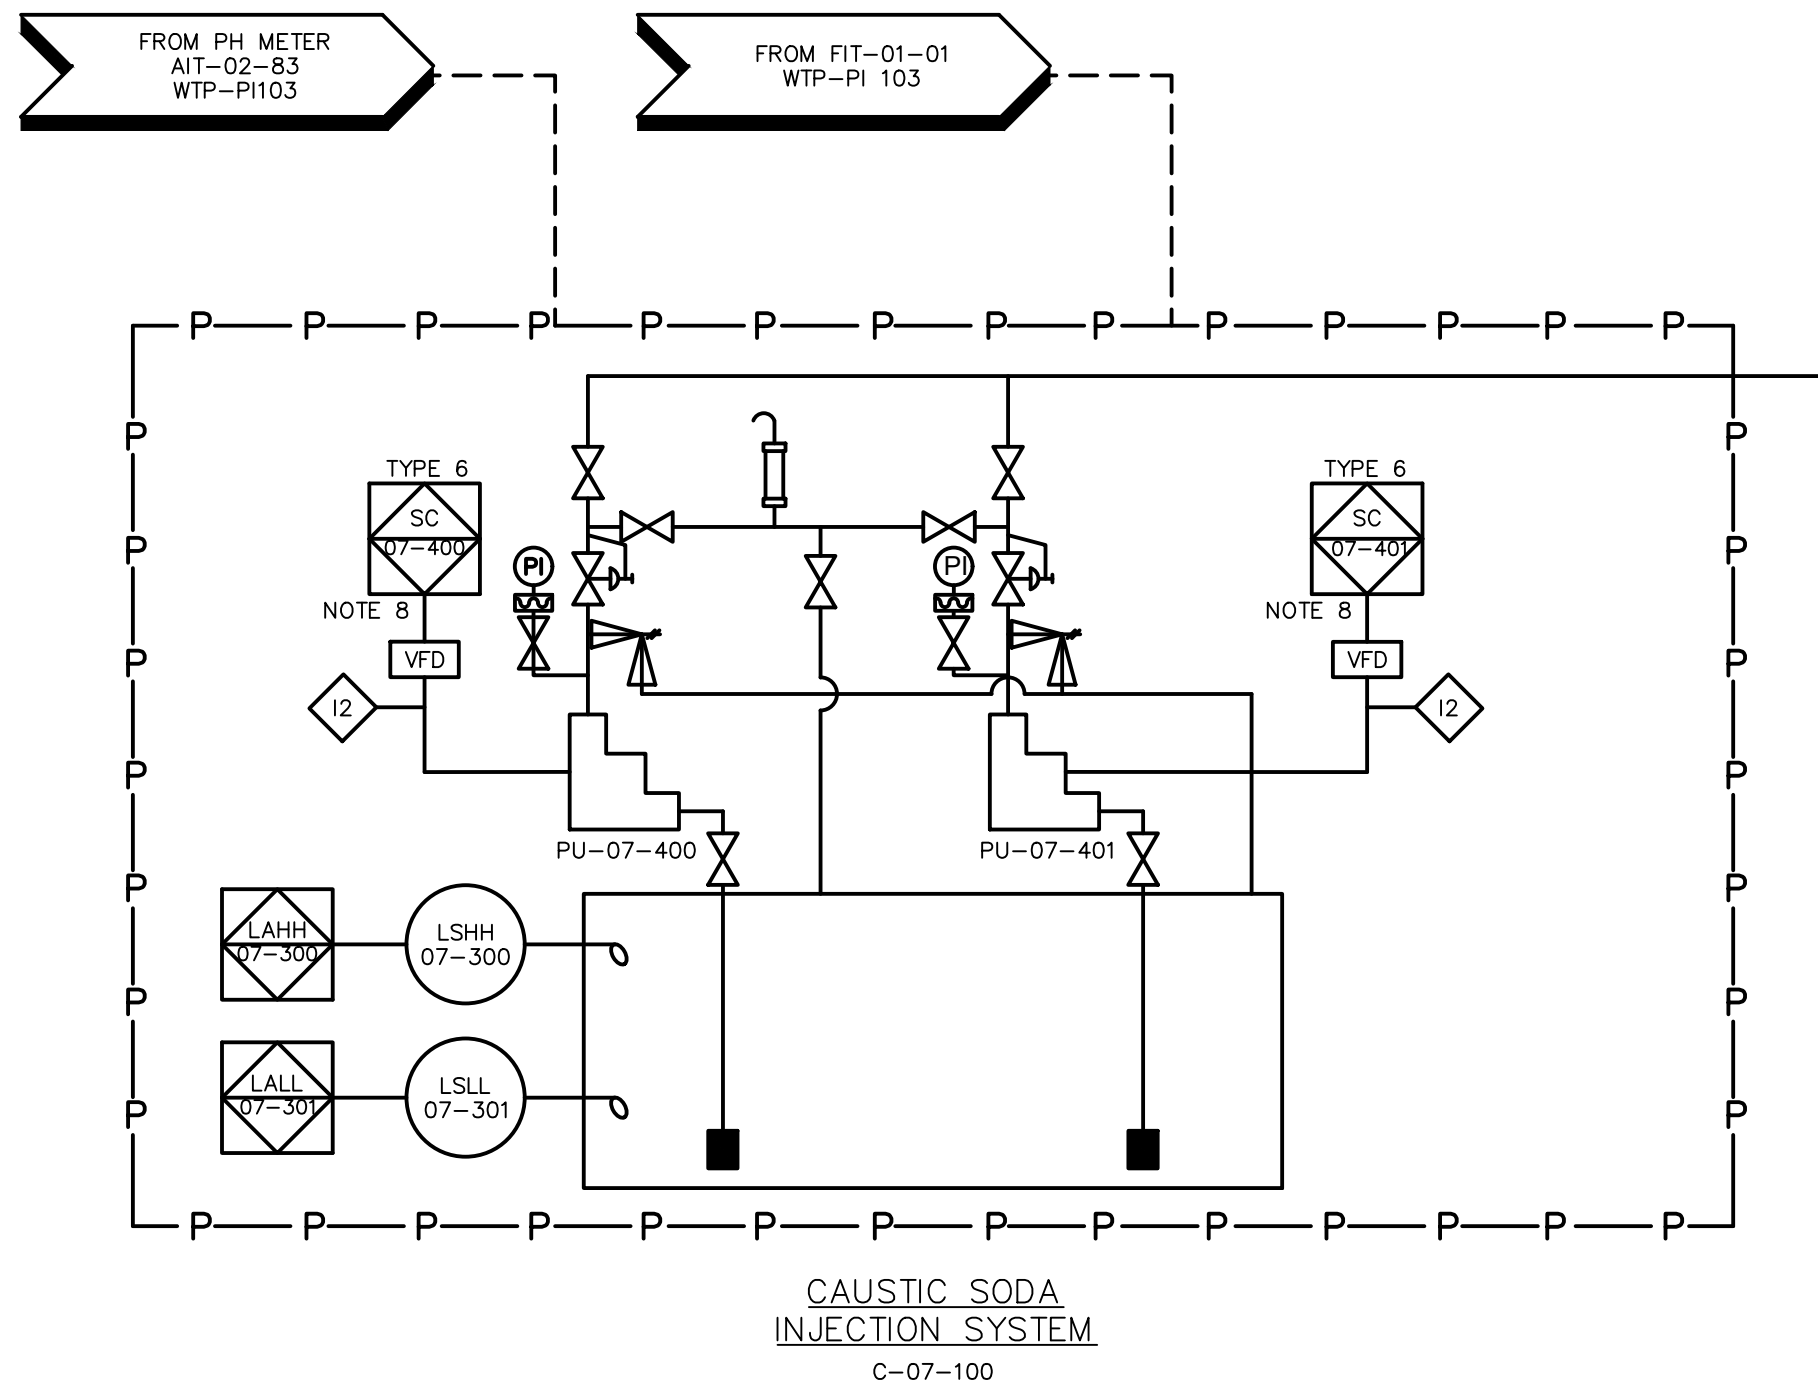 FROM PH METER
AIT-02-83
WTP-PI103
FROM FIT-01-01
WTP-PI 103
P P P P P P P P P P P P P P
P P
TYPE 6
SC
07-400
NOTE 8
VFD
I2
PI
PI
TYPE 6
SC
07-401
NOTE 8
VFD
I2
P P
P P
P P
PU-07-400
PU-07-401
P P
LAHH
07-300
LSHH
07-300
P P
LALL
07-301
LSLL
07-301
P P
P P P P P P P P P P P P P P
CAUSTIC SODA
INJECTION SYSTEM
C-07-100